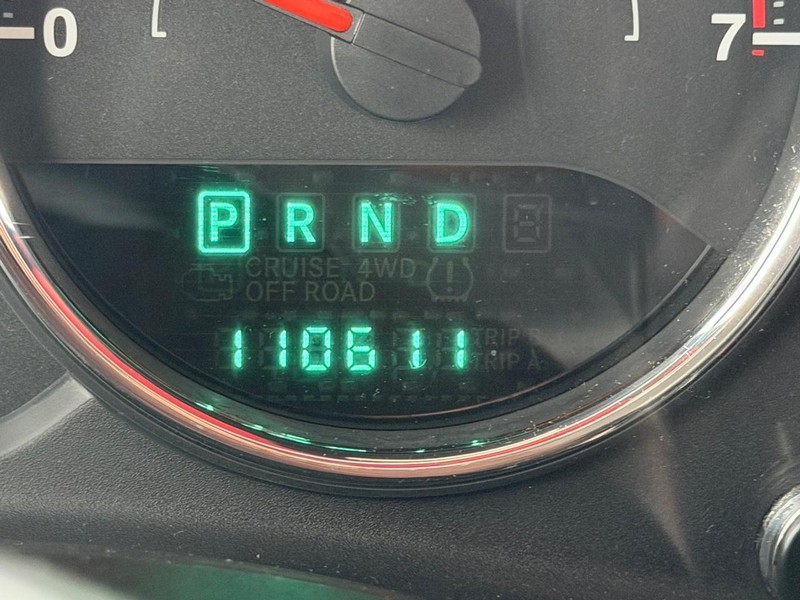 0 7
P R N D
CRUISE 4WD
OFF ROAD
TRIP B
110611 TRIP A